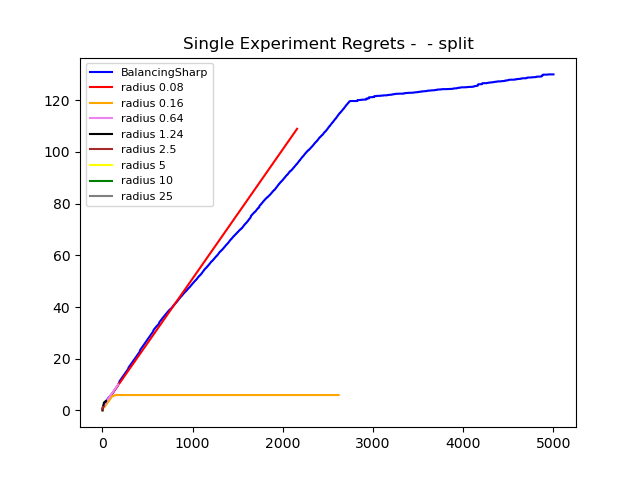 Single Experiment Regrets -  - split
BalancingSharp
radius 0.08
radius 0.16
radius 0.64
radius 1.24
radius 2.5
radius 5
radius 10
radius 25
120
100
80
60
40
20
0
0 1000 2000 3000 4000 5000